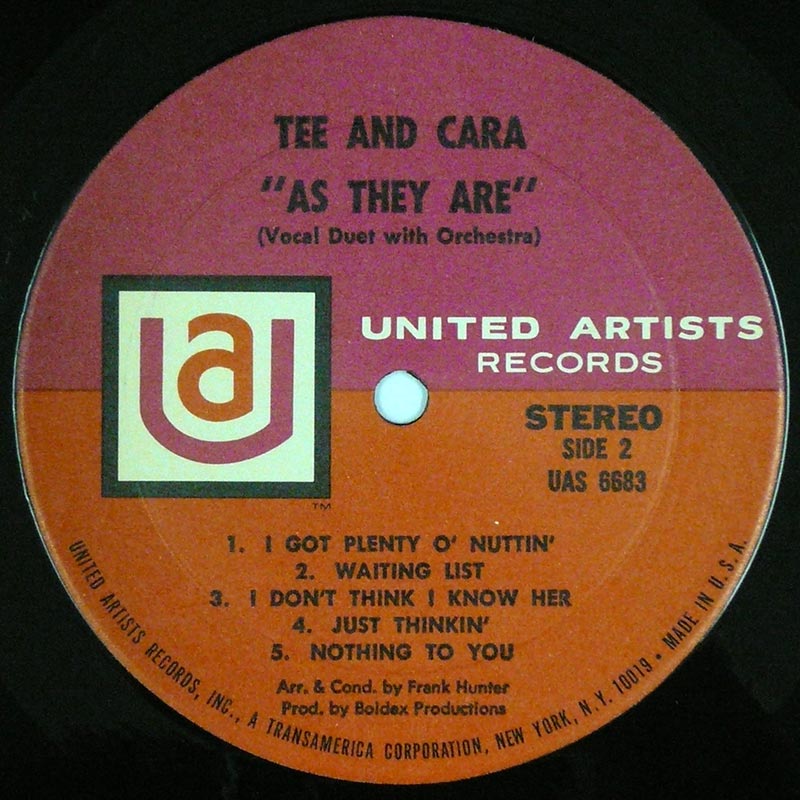 TEE AND CARA
"AS THEY ARE"
(Vocal Duet with Orchestra)
ua
TM
UNITED ARTISTS
RECORDS
STEREO
SIDE 2
UAS 6683
1. I GOT PLENTY O' NUTTIN'
2. WAITING LIST
3. I DON'T THINK I KNOW HER
4. JUST THINKIN'
5. NOTHING TO YOU
Arr. & Cond. by Frank Hunter
Prod. by Boldex Productions
UNITED ARTISTS RECORDS, INC., A TRANSAMERICA CORPORATION, NEW YORK, N.Y. 10019 • MADE IN U.S.A.